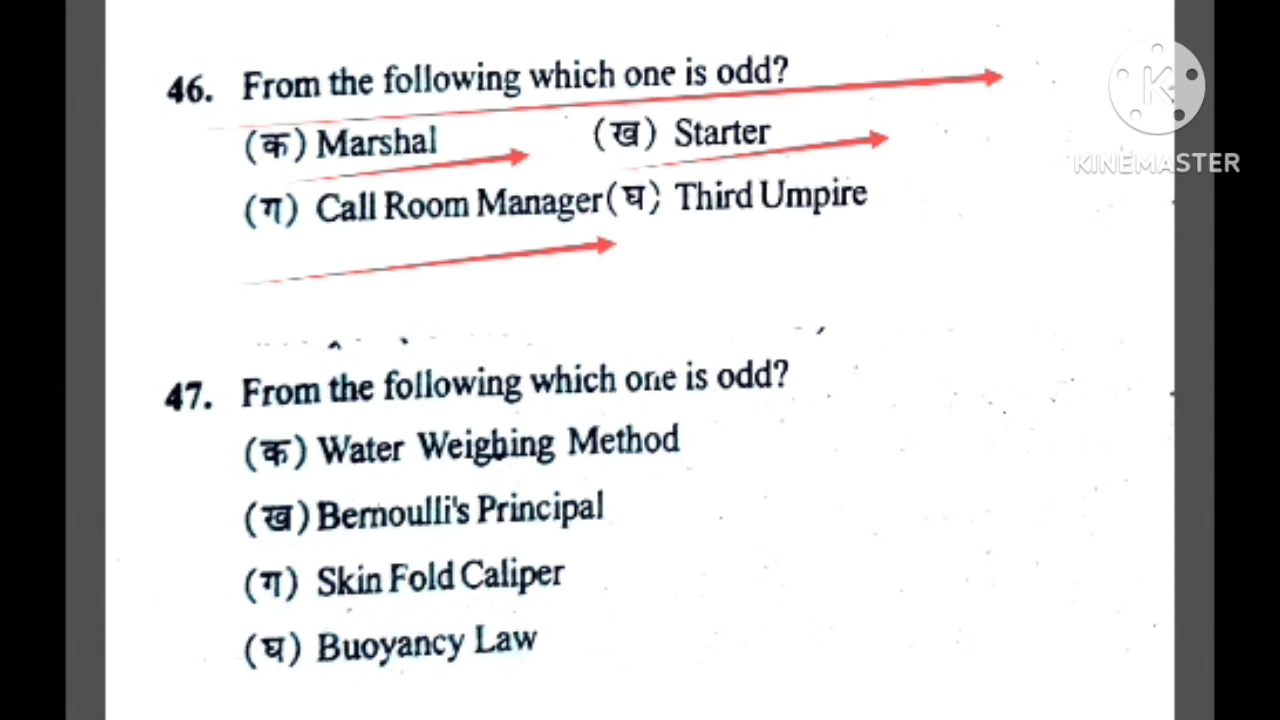 46. From the following which one is odd?
(क) Marshal (ख) Starter
(ग) Call Room Manager (घ) Third Umpire
KINEMASTER
47. From the following which one is odd?
(क) Water Weighing Method
(ख) Bernoulli's Principal
(ग) Skin Fold Caliper
(घ) Buoyancy Law